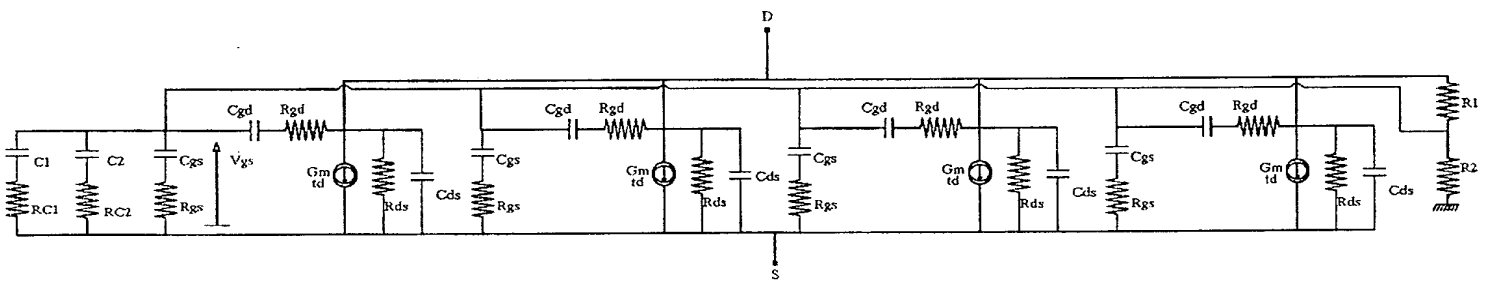 D
Cgd Rgd
Cgd Rgd
Cgd Rgd
Cgd Rgd
R1
C1 C2 Cgs Vgs
Gm
td
Cgs
Gm
td
Cgs
Gm
td
Cgs
Gm
td
R2
Cds
Cds
Cds
Cds
RC1 RC2 Rgs
Rds
Rgs
Rds
Rgs
Rds
Rgs
Rds
S